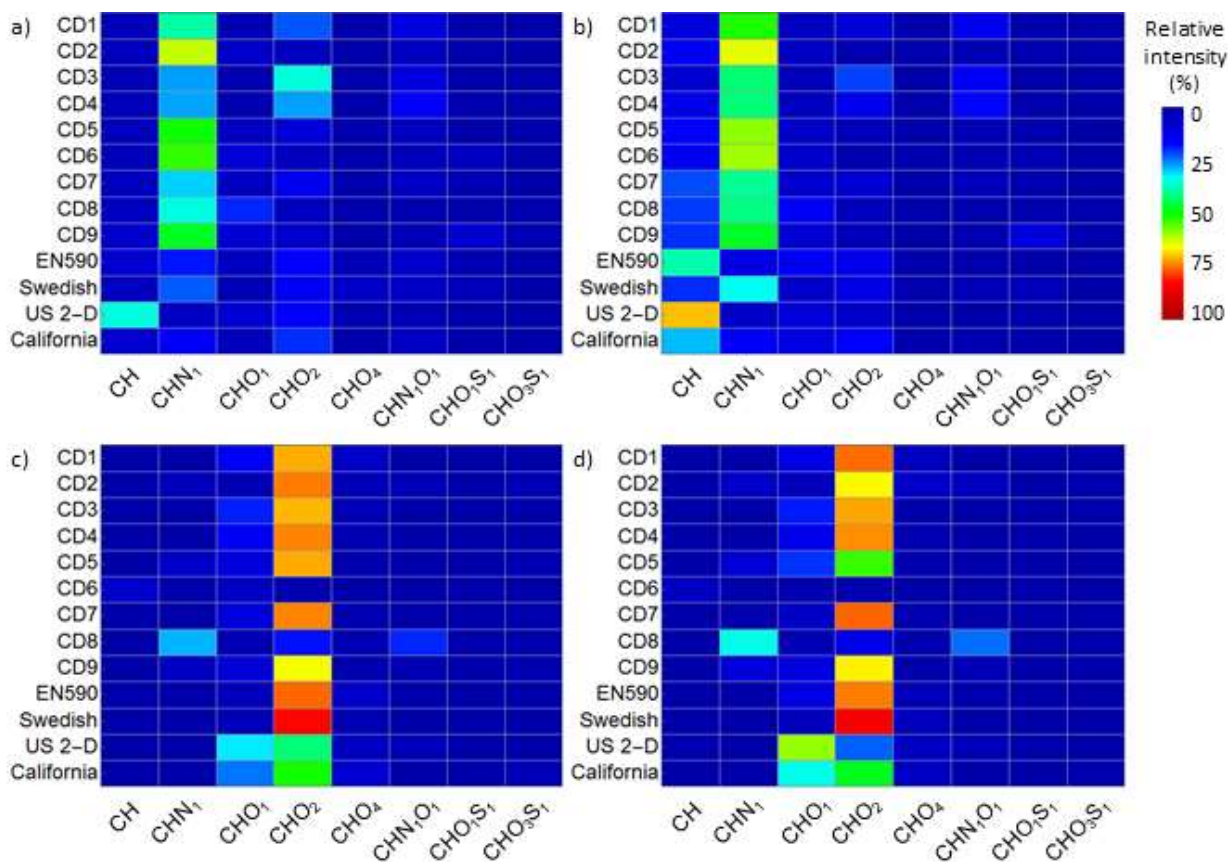 a)
CD1
CD2
CD3
CD4
CD5
CD6
CD7
CD8
CD9
EN590
Swedish
US 2−D
California
CH
CHN₁
CHO₁
CHO₂
CHO₄
CHN₁O₁
CHO₁S₁
CHO₃S₁
b)
CD1
CD2
CD3
CD4
CD5
CD6
CD7
CD8
CD9
EN590
Swedish
US 2−D
California
CH
CHN₁
CHO₁
CHO₂
CHO₄
CHN₁O₁
CHO₁S₁
CHO₃S₁
Relative
intensity
(%)
0
25
50
75
100
c)
CD1
CD2
CD3
CD4
CD5
CD6
CD7
CD8
CD9
EN590
Swedish
US 2−D
California
CH
CHN₁
CHO₁
CHO₂
CHO₄
CHN₁O₁
CHO₁S₁
CHO₃S₁
d)
CD1
CD2
CD3
CD4
CD5
CD6
CD7
CD8
CD9
EN590
Swedish
US 2−D
California
CH
CHN₁
CHO₁
CHO₂
CHO₄
CHN₁O₁
CHO₁S₁
CHO₃S₁